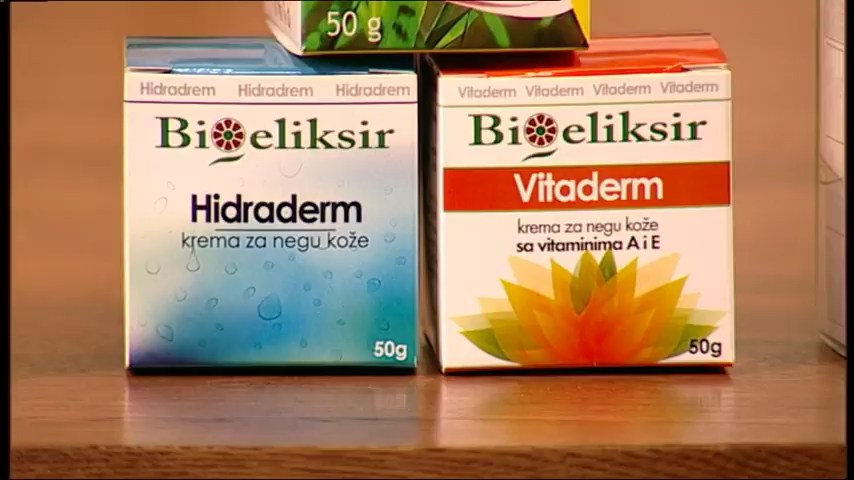 50 g
Hidradrem Hidradrem Hidradrem
Bioeliksir
Hidraderm
krema za negu kože
50g
Vitaderm Vitaderm Vitaderm Vitaderm
Bioeliksir
Vitaderm
krema za negu kože
sa vitaminima A i E
50g